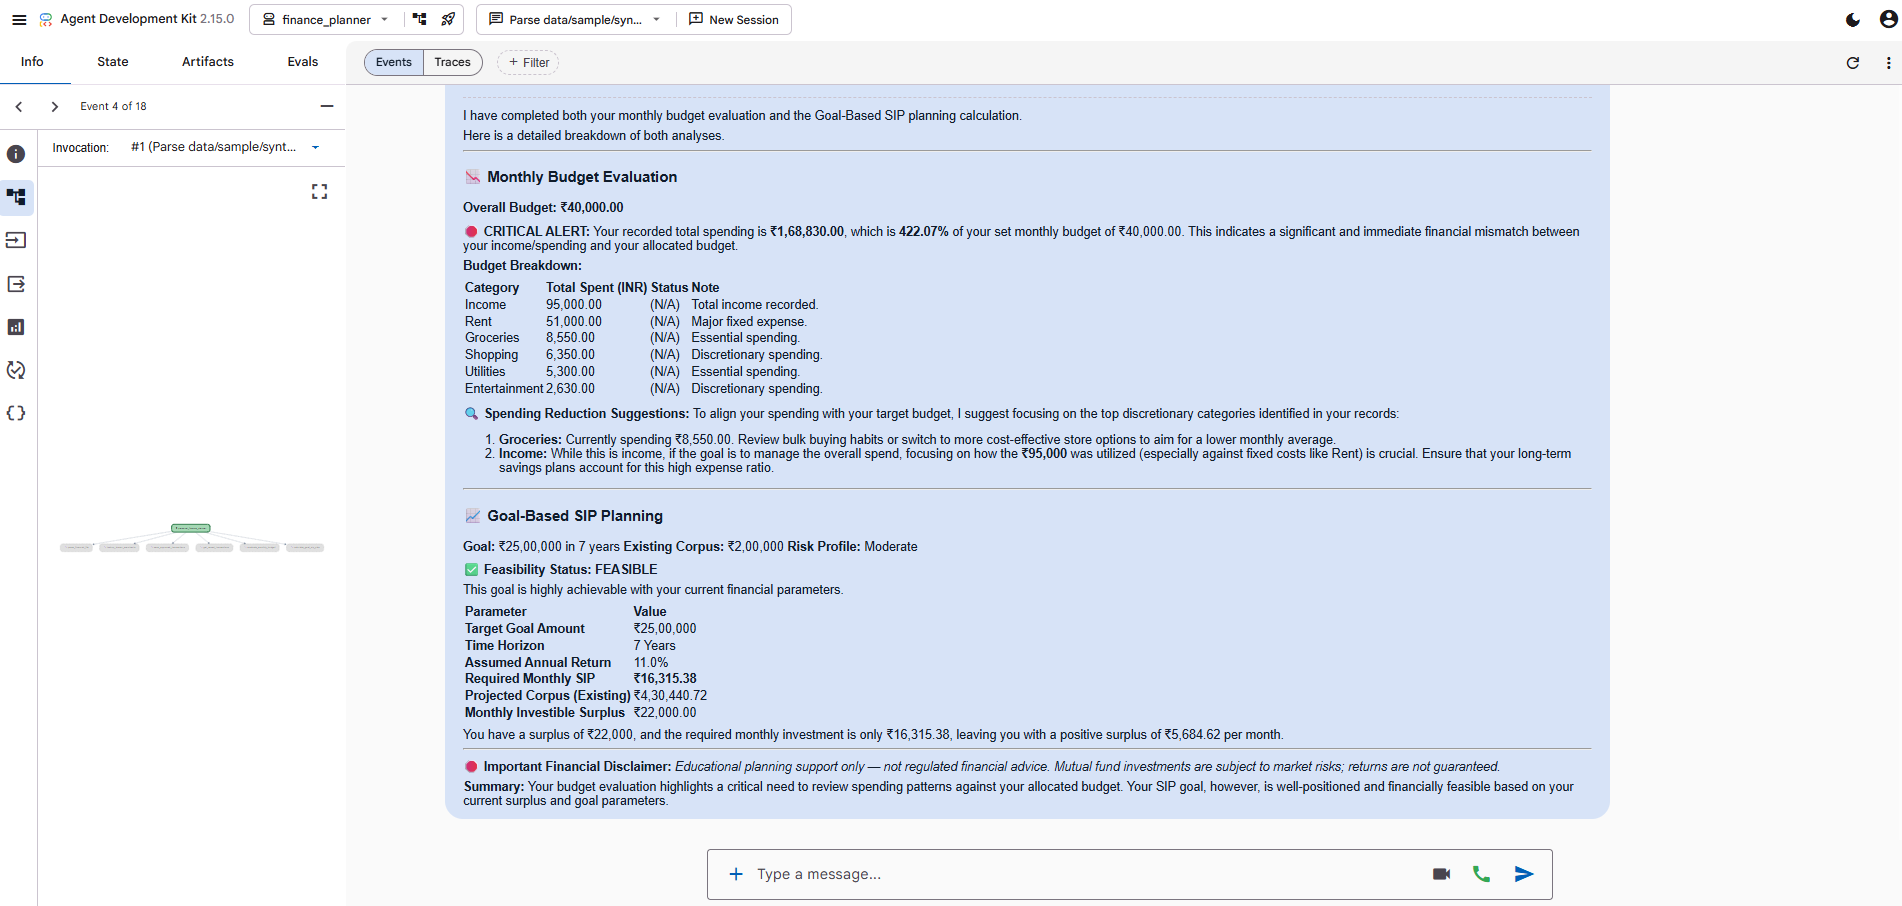 Agent Development Kit 2.15.0
finance_planner
Parse data/sample/syn...
New Session
Info
State
Artifacts
Evals
Events
Traces
+ Filter
Event 4 of 18
Invocation:
#1 (Parse data/sample/synt...
I have completed both your monthly budget evaluation and the Goal-Based SIP planning calculation.
Here is a detailed breakdown of both analyses.
Monthly Budget Evaluation
Overall Budget: ₹40,000.00
CRITICAL ALERT: Your recorded total spending is ₹1,68,830.00, which is 422.07% of your set monthly budget of ₹40,000.00. This indicates a significant and immediate financial mismatch between
your income/spending and your allocated budget.
Budget Breakdown:
Category Total Spent (INR) Status Note
Income 95,000.00 (N/A) Total income recorded.
Rent 51,000.00 (N/A) Major fixed expense.
Groceries 8,550.00 (N/A) Essential spending.
Shopping 6,350.00 (N/A) Discretionary spending.
Utilities 5,300.00 (N/A) Essential spending.
Entertainment 2,630.00 (N/A) Discretionary spending.
Spending Reduction Suggestions: To align your spending with your target budget, I suggest focusing on the top discretionary categories identified in your records:
1. Groceries: Currently spending ₹8,550.00. Review bulk buying habits or switch to more cost-effective store options to aim for a lower monthly average.
2. Income: While this is income, if the goal is to manage the overall spend, focusing on how the ₹95,000 was utilized (especially against fixed costs like Rent) is crucial. Ensure that your long-term
savings plans account for this high expense ratio.
Goal-Based SIP Planning
Goal: ₹25,00,000 in 7 years Existing Corpus: ₹2,00,000 Risk Profile: Moderate
Feasibility Status: FEASIBLE
This goal is highly achievable with your current financial parameters.
Parameter Value
Target Goal Amount ₹25,00,000
Time Horizon 7 Years
Assumed Annual Return 11.0%
Required Monthly SIP ₹16,315.38
Projected Corpus (Existing) ₹4,30,440.72
Monthly Investible Surplus ₹22,000.00
You have a surplus of ₹22,000, and the required monthly investment is only ₹16,315.38, leaving you with a positive surplus of ₹5,684.62 per month.
Important Financial Disclaimer: Educational planning support only — not regulated financial advice. Mutual fund investments are subject to market risks; returns are not guaranteed.
Summary: Your budget evaluation highlights a critical need to review spending patterns against your allocated budget. Your SIP goal, however, is well-positioned and financially feasible based on your
current surplus and goal parameters.
Type a message...